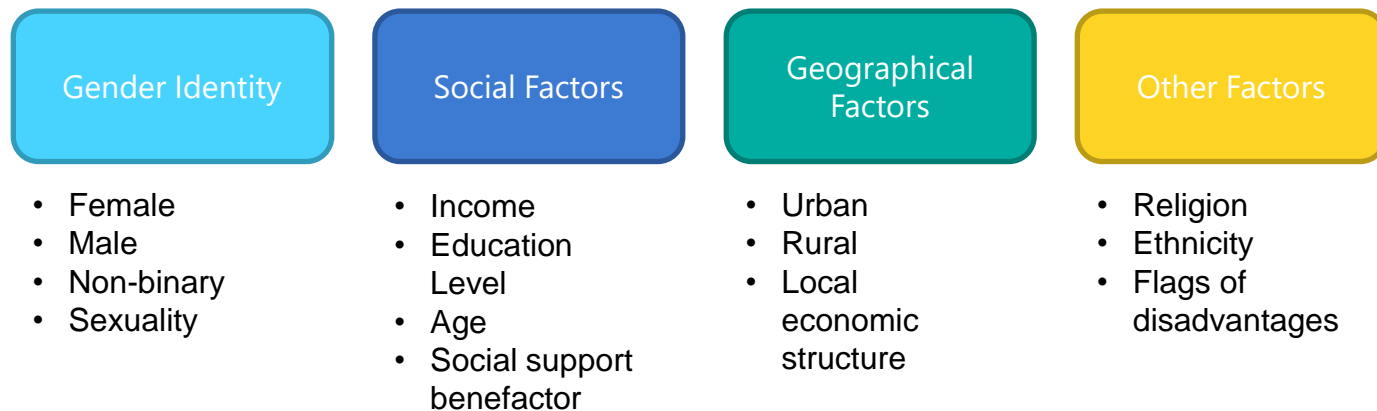 Gender Identity
• Female
• Male
• Non-binary
• Sexuality
Social Factors
• Income
• Education
Level
• Age
• Social support
benefactor
Geographical
Factors
• Urban
• Rural
• Local
economic
structure
Other Factors
• Religion
• Ethnicity
• Flags of
disadvantages